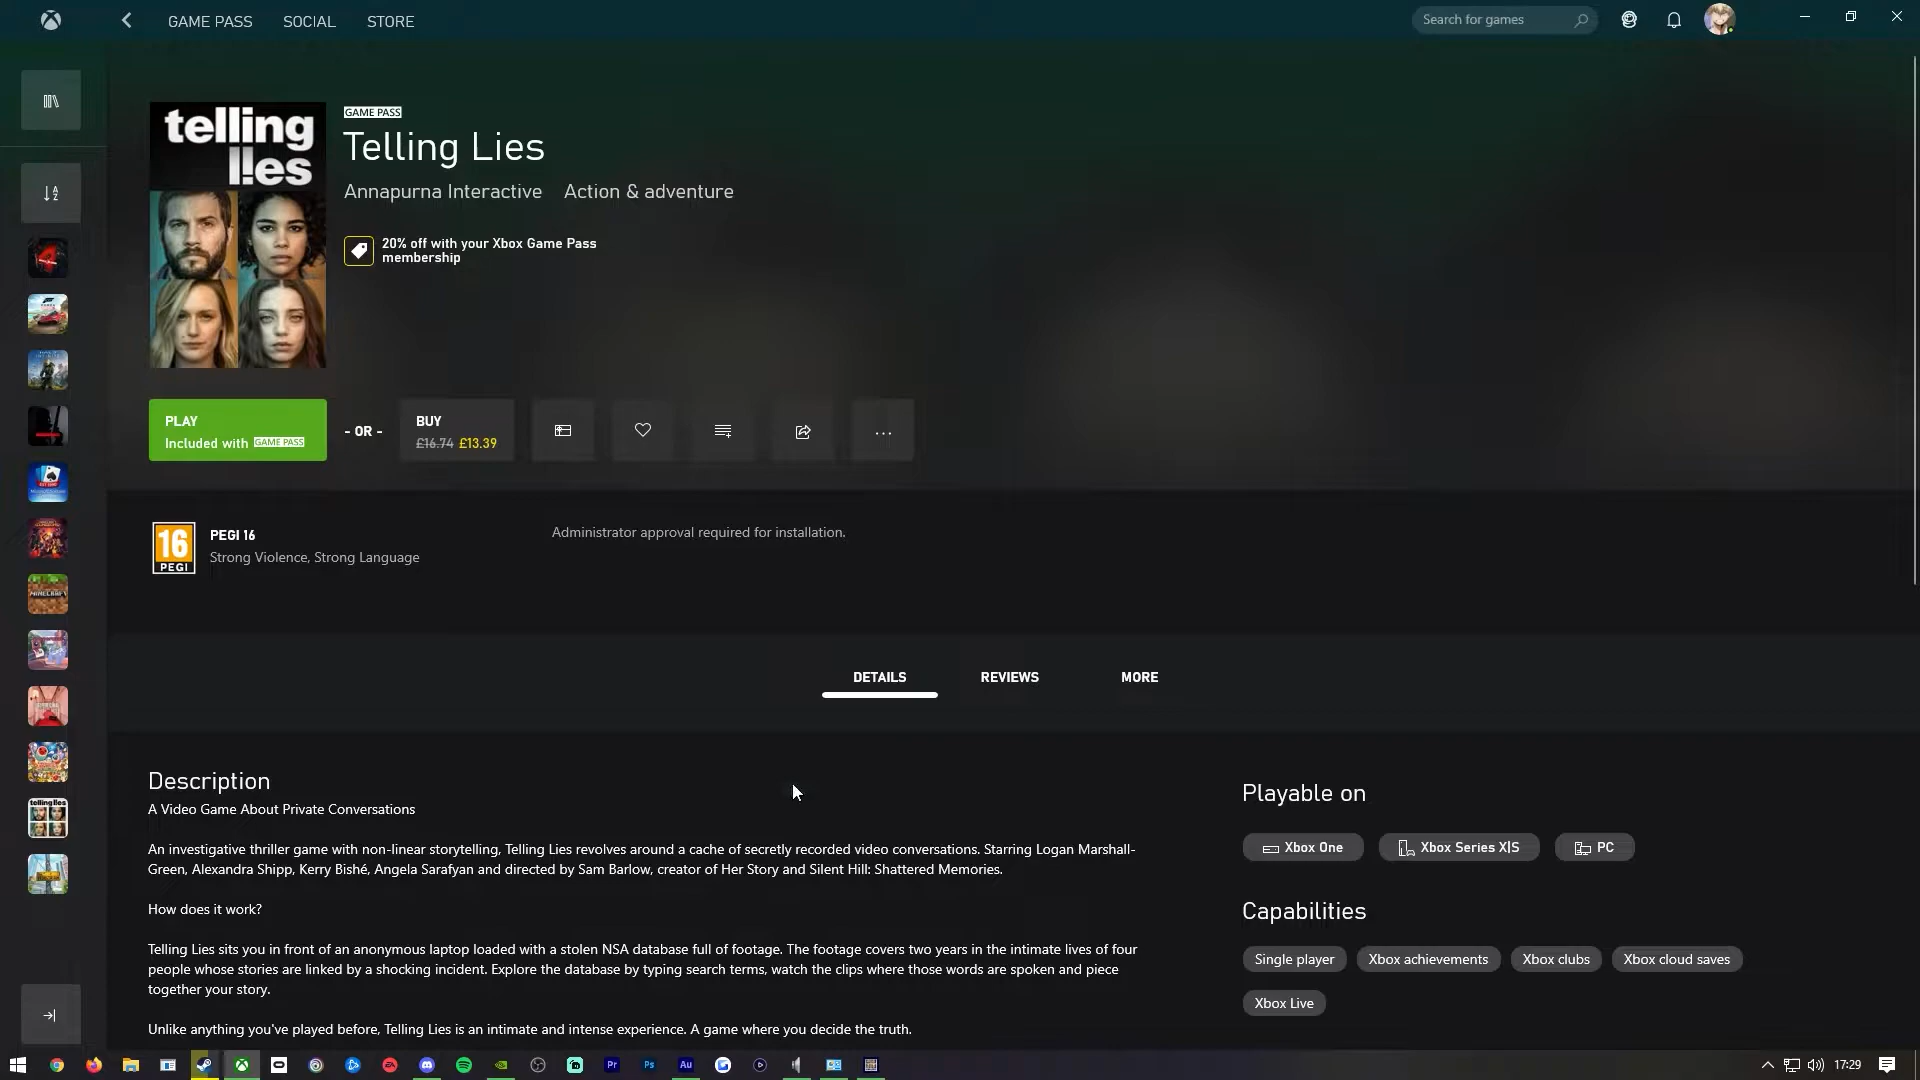 GAME PASS
SOCIAL
STORE
Search for games
telling
l!es
GAME PASS
Telling Lies
Annapurna Interactive
Action & adventure
20% off with your Xbox Game Pass
membership
PLAY
Included with GAME PASS
- OR -
BUY
£16.74 £13.39
16
PEGI
PEGI 16
Strong Violence, Strong Language
Administrator approval required for installation.
DETAILS
REVIEWS
MORE
Description
A Video Game About Private Conversations
An investigative thriller game with non-linear storytelling, Telling Lies revolves around a cache of secretly recorded video conversations. Starring Logan Marshall-
Green, Alexandra Shipp, Kerry Bishé, Angela Sarafyan and directed by Sam Barlow, creator of Her Story and Silent Hill: Shattered Memories.
How does it work?
Telling Lies sits you in front of an anonymous laptop loaded with a stolen NSA database full of footage. The footage covers two years in the intimate lives of four
people whose stories are linked by a shocking incident. Explore the database by typing search terms, watch the clips where those words are spoken and piece
together your story.
Unlike anything you've played before, Telling Lies is an intimate and intense experience. A game where you decide the truth.
Playable on
Xbox One
Xbox Series X|S
PC
Capabilities
Single player
Xbox achievements
Xbox clubs
Xbox cloud saves
Xbox Live
Pr
Ps
Au
17:29